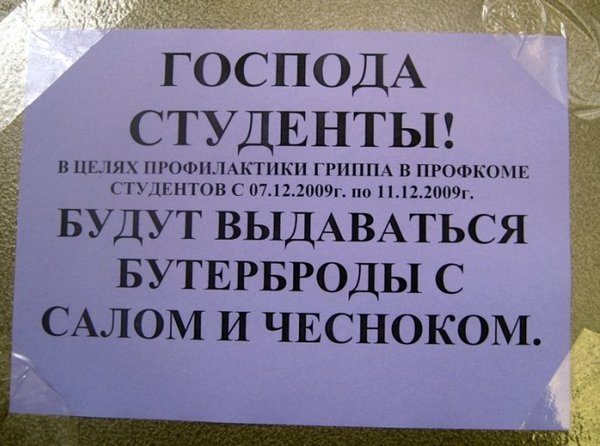 ГОСПОДА
СТУДЕНТЫ!
В ЦЕЛЯХ ПРОФИЛАКТИКИ ГРИППА В ПРОФКОМЕ
СТУДЕНТОВ С 07.12.2009г. по 11.12.2009г.
БУДУТ ВЫДАВАТЬСЯ
БУТЕРБРОДЫ С
САЛОМ И ЧЕСНОКОМ.